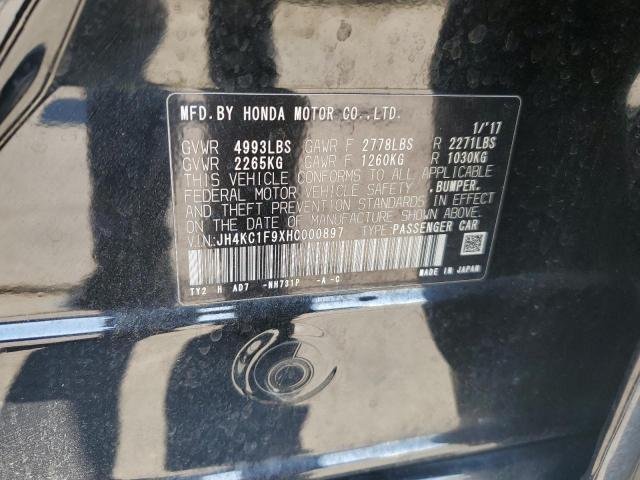 MFD.BY HONDA MOTOR CO.,LTD.
1/'17
GVWR 4993LBS GAWR F 2778LBS R 2271LBS
GVWR 2265KG GAWR F 1260KG R 1030KG
THIS VEHICLE CONFORMS TO ALL APPLICABLE
FEDERAL MOTOR VEHICLE SAFETY ,BUMPER,
AND THEFT PREVENTION STANDARDS IN EFFECT
ON THE DATE OF MANUFACTURE SHOWN ABOVE.
VIN:JH4KC1F9XHC000897 TYPE:PASSENGER CAR
MADE IN JAPAN
TY2 H AD7 -NH731P -A -C